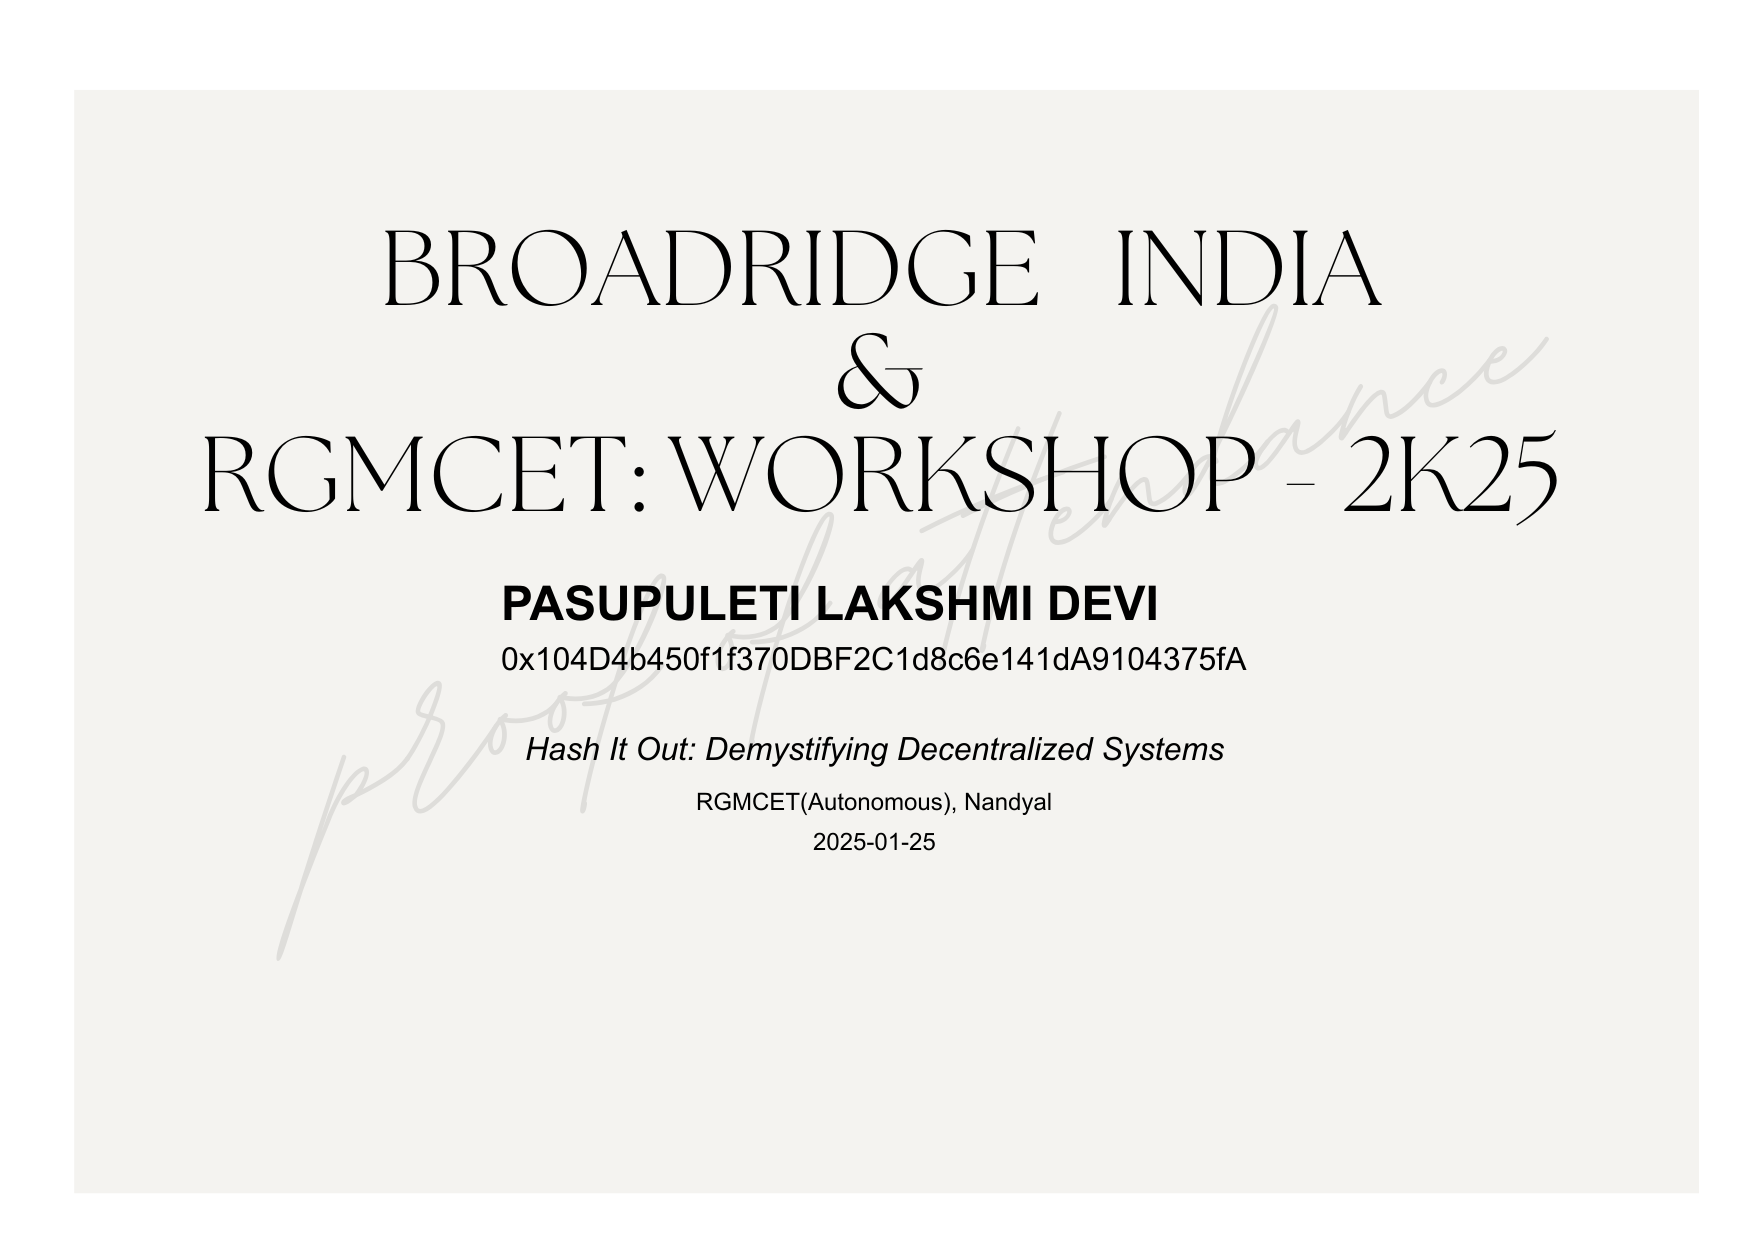 BROADRIDGE INDIA
&
RGMCET: WORKSHOP - 2K25
proof of attendance
PASUPULETI LAKSHMI DEVI
0x104D4b450f1f370DBF2C1d8c6e141dA9104375fA
Hash It Out: Demystifying Decentralized Systems
RGMCET(Autonomous), Nandyal
2025-01-25